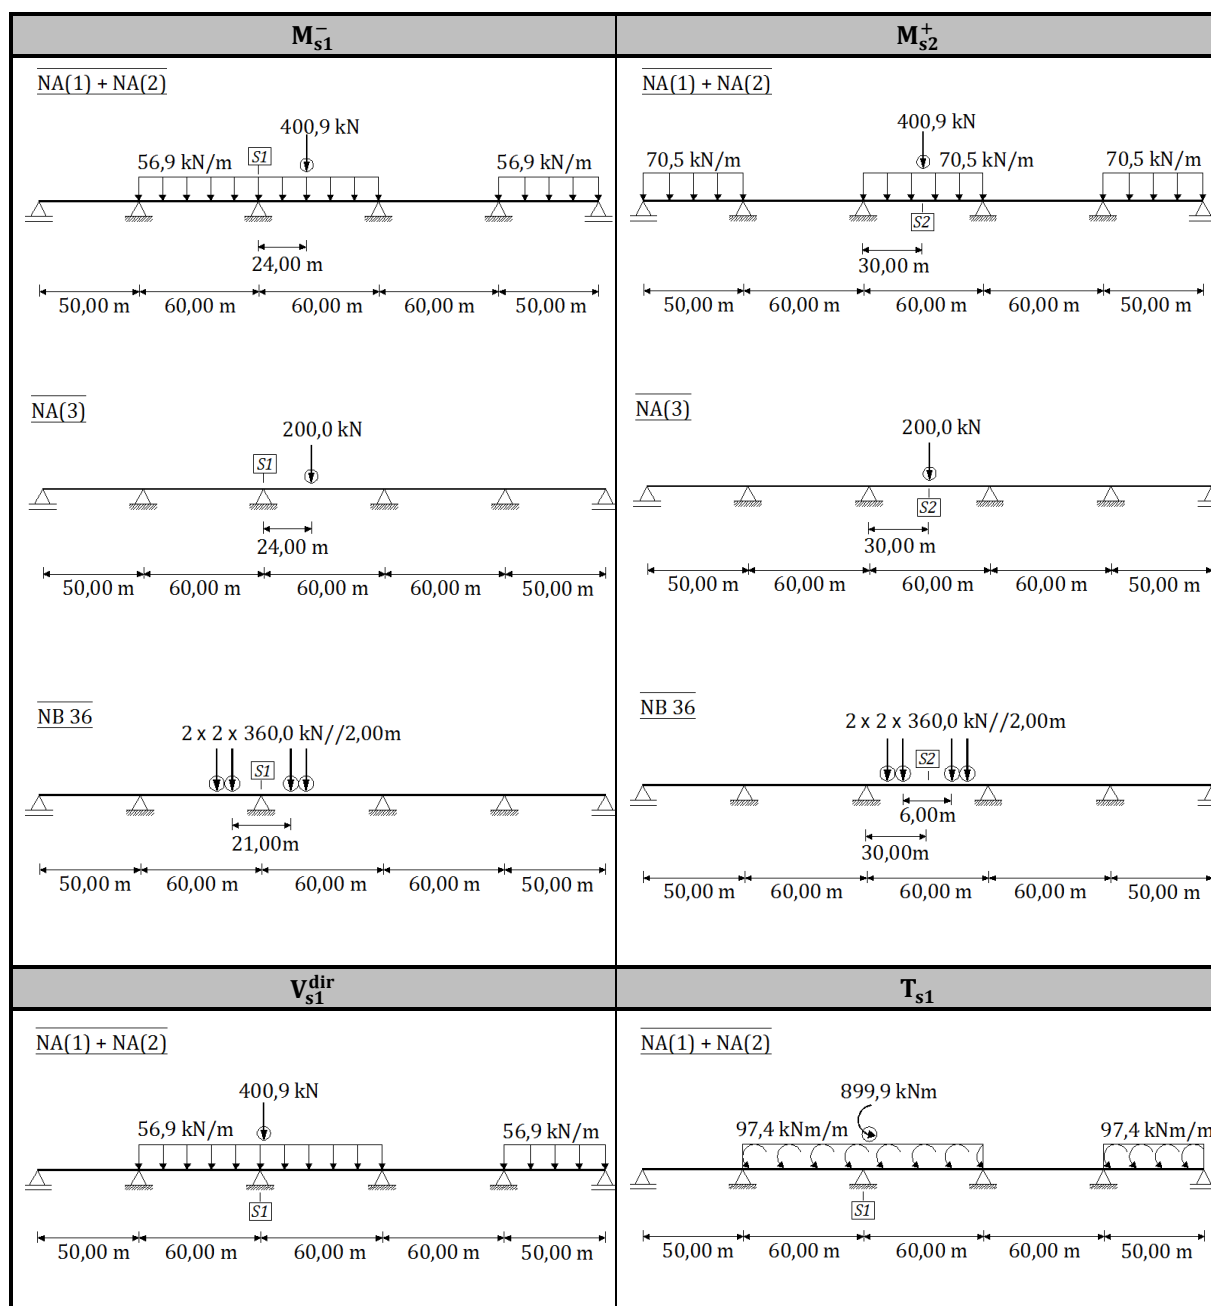 M⁻s1
NA(1) + NA(2)
400,9 kN
S1
56,9 kN/m
56,9 kN/m
24,00 m
50,00 m 60,00 m 60,00 m 60,00 m 50,00 m
NA(3)
200,0 kN
S1
24,00 m
50,00 m 60,00 m 60,00 m 60,00 m 50,00 m
NB 36
2 x 2 x 360,0 kN//2,00m
S1
21,00m
50,00 m 60,00 m 60,00 m 60,00 m 50,00 m
M⁺s2
NA(1) + NA(2)
400,9 kN
70,5 kN/m 70,5 kN/m 70,5 kN/m
S2
30,00 m
50,00 m 60,00 m 60,00 m 60,00 m 50,00 m
NA(3)
200,0 kN
S2
30,00 m
50,00 m 60,00 m 60,00 m 60,00 m 50,00 m
NB 36
2 x 2 x 360,0 kN//2,00m
S2
6,00m
30,00m
50,00 m 60,00 m 60,00 m 60,00 m 50,00 m
V^dir s1
NA(1) + NA(2)
400,9 kN
56,9 kN/m 56,9 kN/m
S1
50,00 m 60,00 m 60,00 m 60,00 m 50,00 m
Ts1
NA(1) + NA(2)
899,9 kNm
97,4 kNm/m 97,4 kNm/m
S1
50,00 m 60,00 m 60,00 m 60,00 m 50,00 m